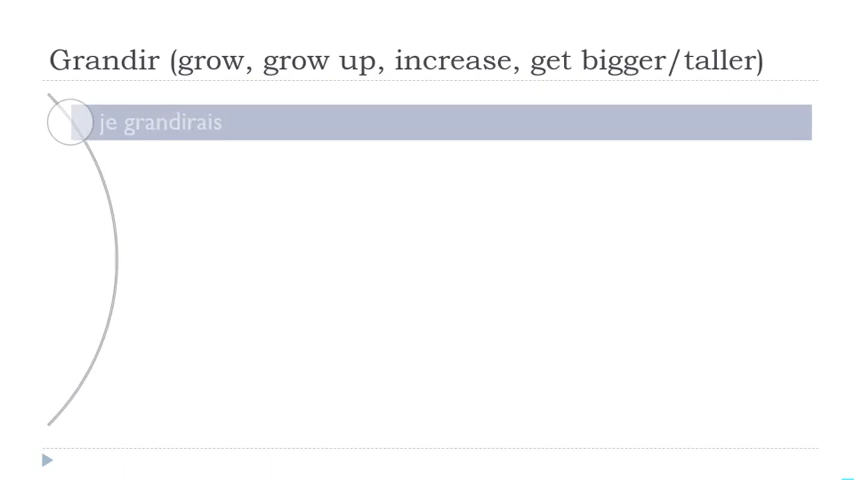 Grandir (grow, grow up, increase, get bigger/taller)
je grandirais